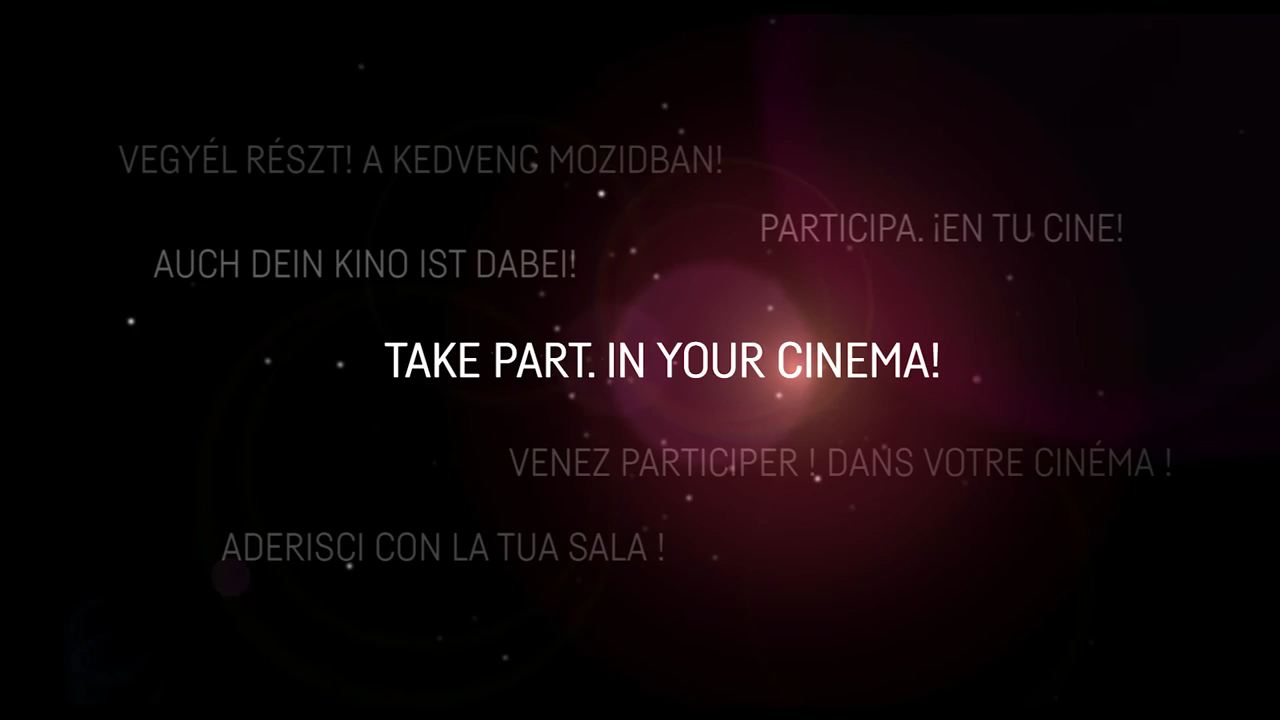 VEGYÉL RÉSZT! A KEDVENC MOZIDBAN!
PARTICIPA. ¡EN TU CINE!
AUCH DEIN KINO IST DABEI!
TAKE PART. IN YOUR CINEMA!
VENEZ PARTICIPER ! DANS VOTRE CINÉMA !
ADERISCI CON LA TUA SALA !